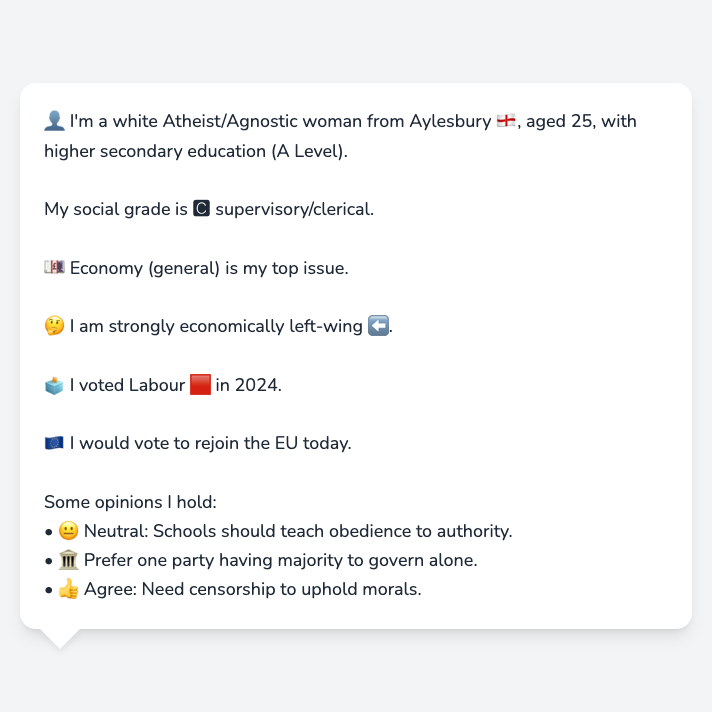 👤 I'm a white Atheist/Agnostic woman from Aylesbury 🏴󠁧󠁢󠁥󠁮󠁧󠁿, aged 25, with
higher secondary education (A Level).
My social grade is 🅲 supervisory/clerical.
💷 Economy (general) is my top issue.
🤔 I am strongly economically left-wing ⬅️.
🗳️ I voted Labour 🟥 in 2024.
🇪🇺 I would vote to rejoin the EU today.
Some opinions I hold:
• 😐 Neutral: Schools should teach obedience to authority.
• 🏛️ Prefer one party having majority to govern alone.
• 👍 Agree: Need censorship to uphold morals.